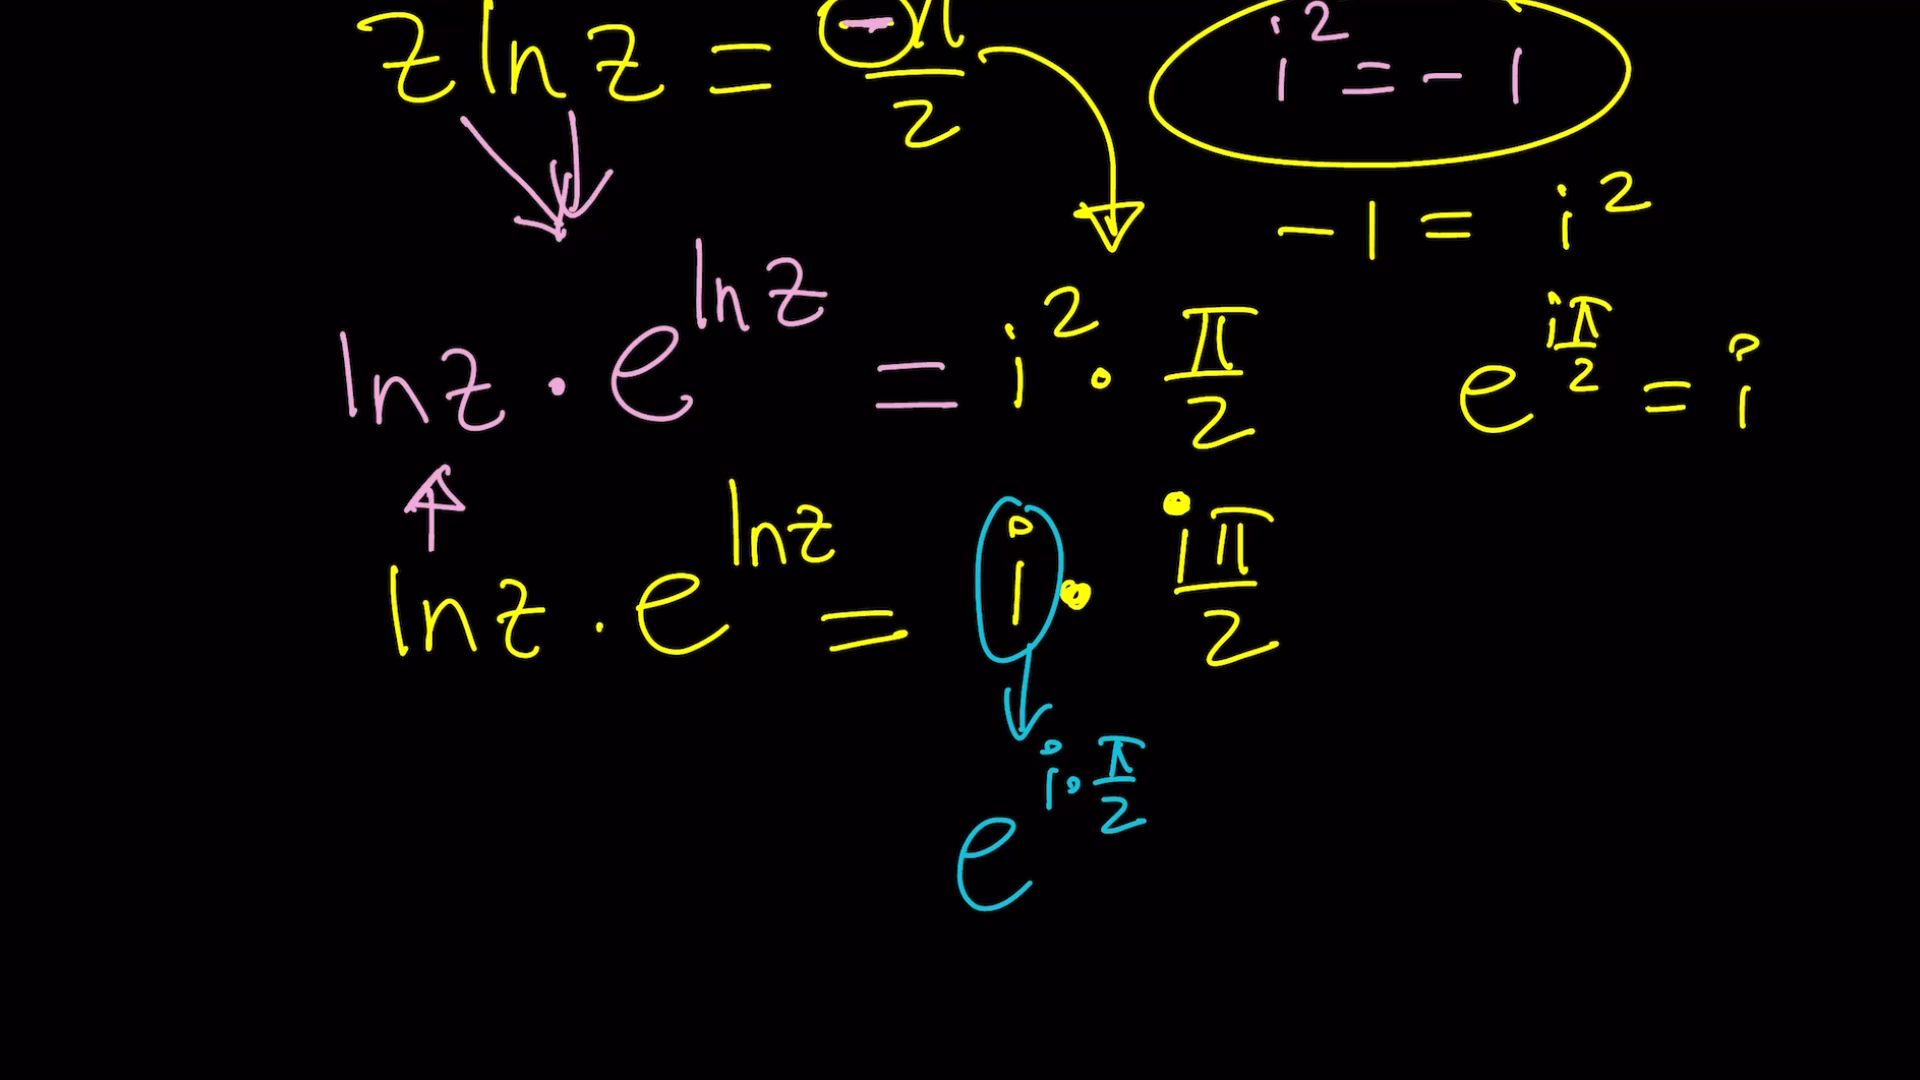 z ln z = -π/2
i² = -1
-1 = i²
ln z · e^(ln z) = i² · π/2
e^(iπ/2) = i
ln z · e^(ln z) = i · iπ/2
e^(i·π/2)